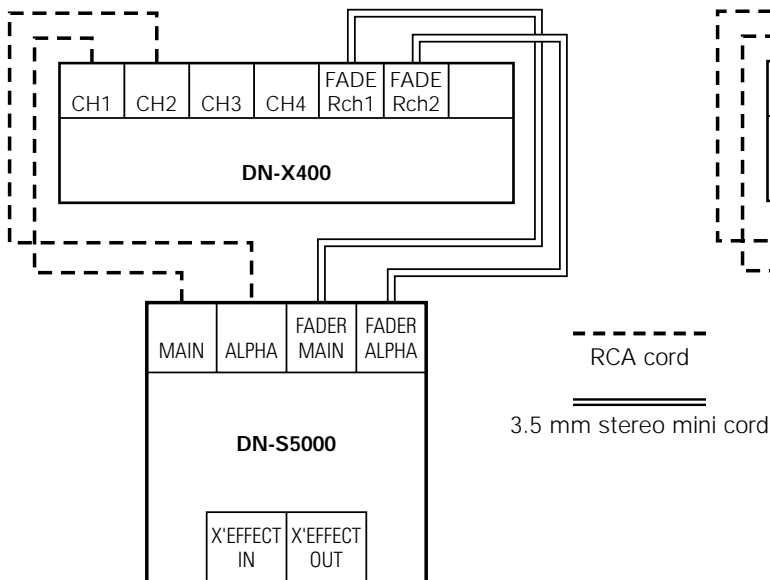 FADE FADE
CH1 CH2 CH3 CH4 Rch1 Rch2
DN-X400
FADER FADER
MAIN ALPHA MAIN ALPHA
RCA cord
3.5 mm stereo mini cord
DN-S5000
X'EFFECT X'EFFECT
IN OUT